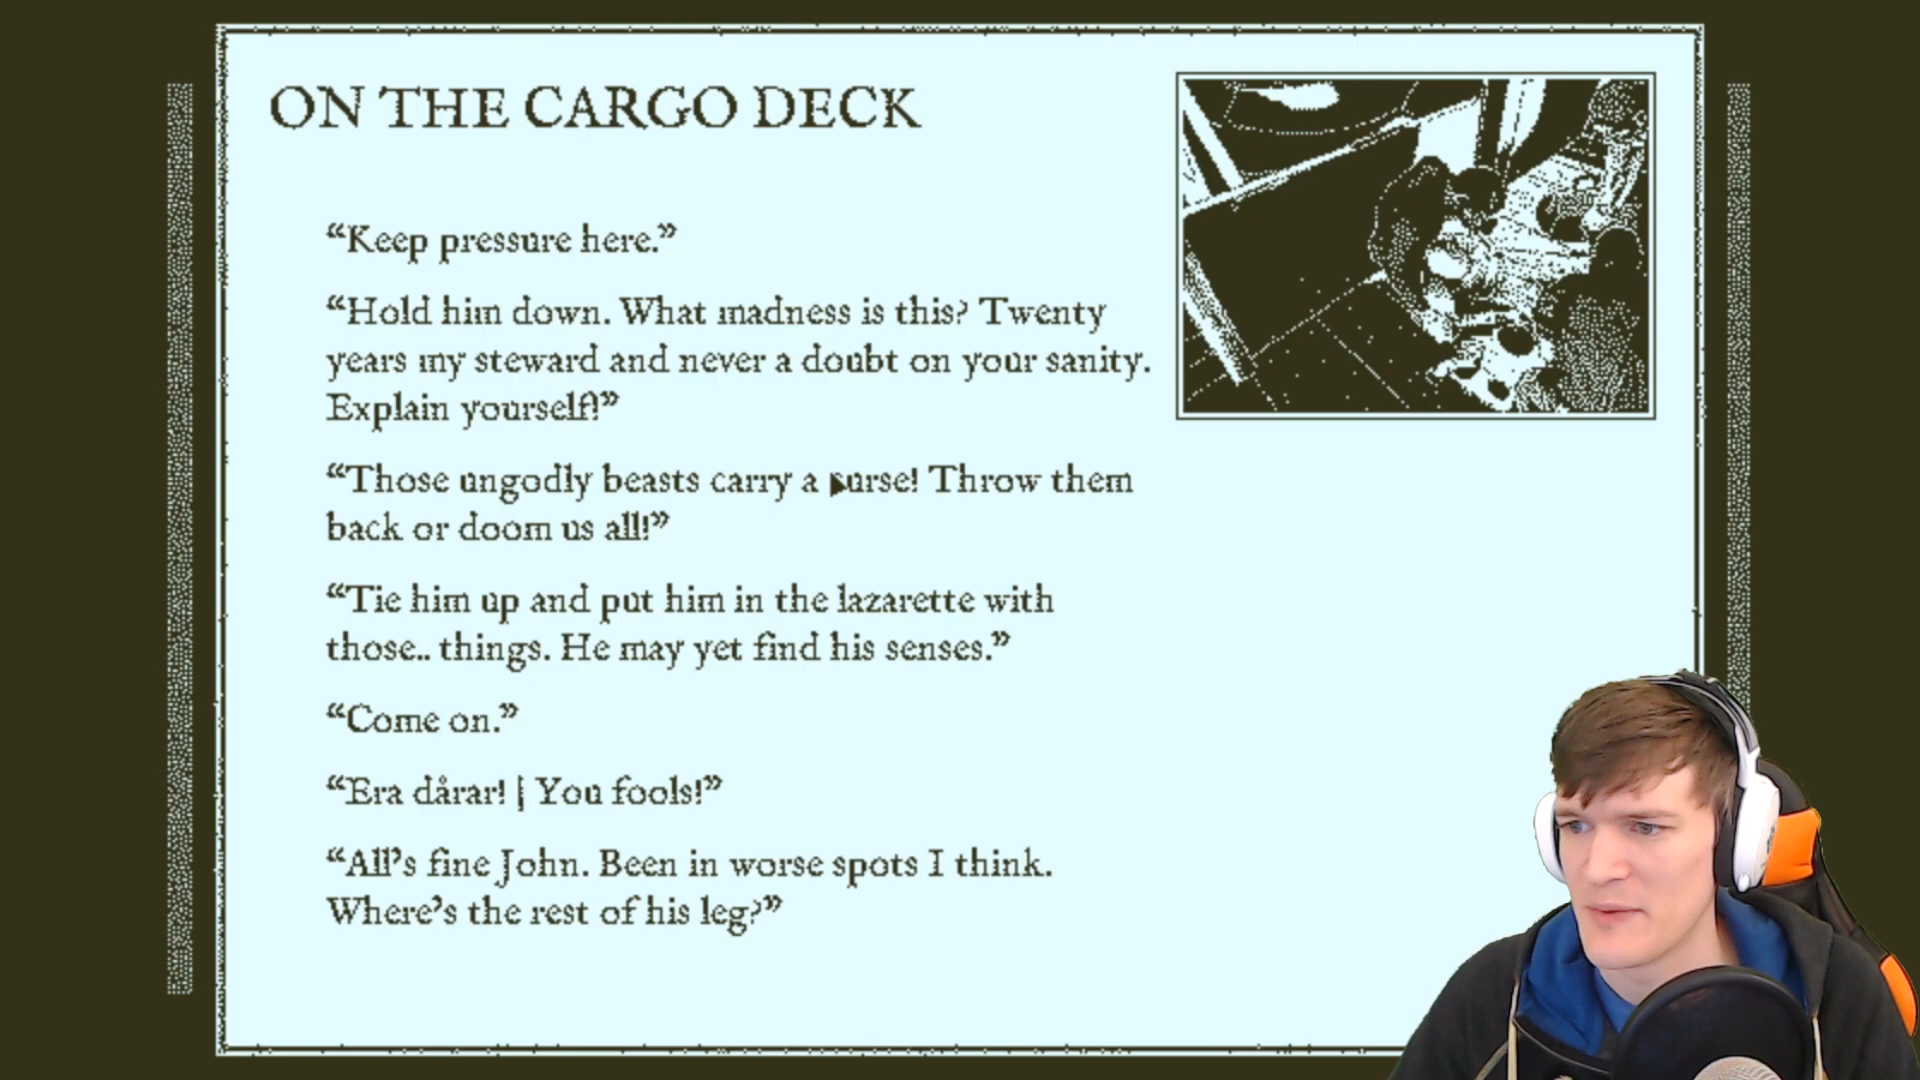 ON THE CARGO DECK
“Keep pressure here.”
“Hold him down. What madness is this? Twenty
years my steward and never a doubt on your sanity.
Explain yourself!”
“Those ungodly beasts carry a curse! Throw them
back or doom us all!”
“Tie him up and put him in the lazarette with
those.. things. He may yet find his senses.”
“Come on.”
“Era dårar! | You fools!”
“All’s fine John. Been in worse spots I think.
Where’s the rest of his leg?”